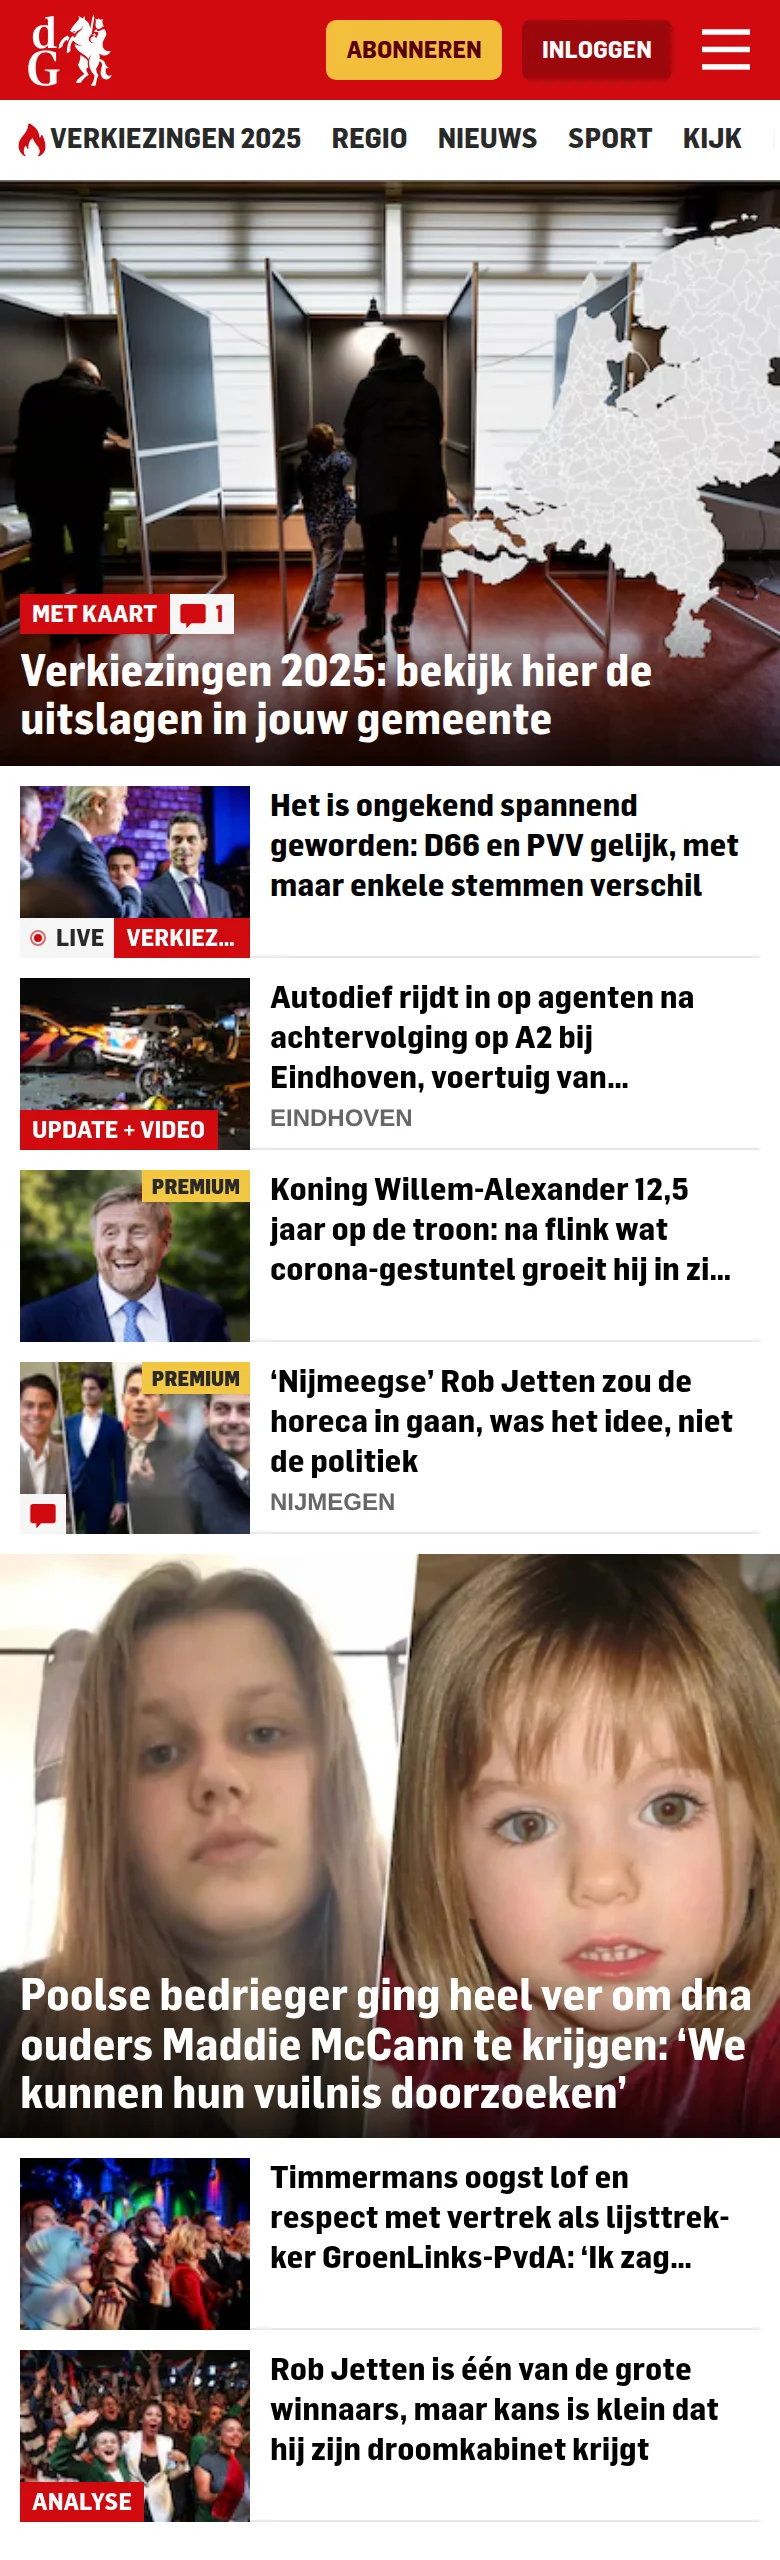 dG
ABONNEREN
INLOGGEN
VERKIEZINGEN 2025
REGIO
NIEUWS
SPORT
KIJK
MET KAART
1
Verkiezingen 2025: bekijk hier de
uitslagen in jouw gemeente
Het is ongekend spannend
geworden: D66 en PVV gelijk, met
maar enkele stemmen verschil
LIVE
VERKIEZ...
Autodief rijdt in op agenten na
achtervolging op A2 bij
Eindhoven, voertuig van...
EINDHOVEN
UPDATE + VIDEO
PREMIUM
Koning Willem-Alexander 12,5
jaar op de troon: na flink wat
corona-gestuntel groeit hij in zi...
PREMIUM
‘Nijmeegse’ Rob Jetten zou de
horeca in gaan, was het idee, niet
de politiek
NIJMEGEN
Poolse bedrieger ging heel ver om dna
ouders Maddie McCann te krijgen: ‘We
kunnen hun vuilnis doorzoeken’
Timmermans oogst lof en
respect met vertrek als lijsttrek-
ker GroenLinks-PvdA: ‘Ik zag...
Rob Jetten is één van de grote
winnaars, maar kans is klein dat
hij zijn droomkabinet krijgt
ANALYSE